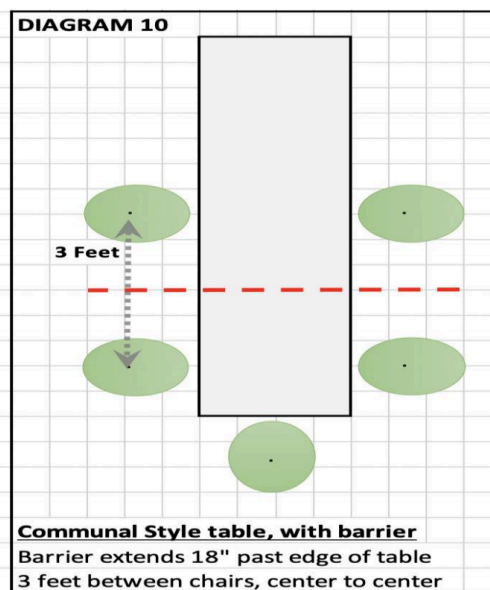 DIAGRAM 10
3 Feet
Communal Style table, with barrier
Barrier extends 18" past edge of table
3 feet between chairs, center to center